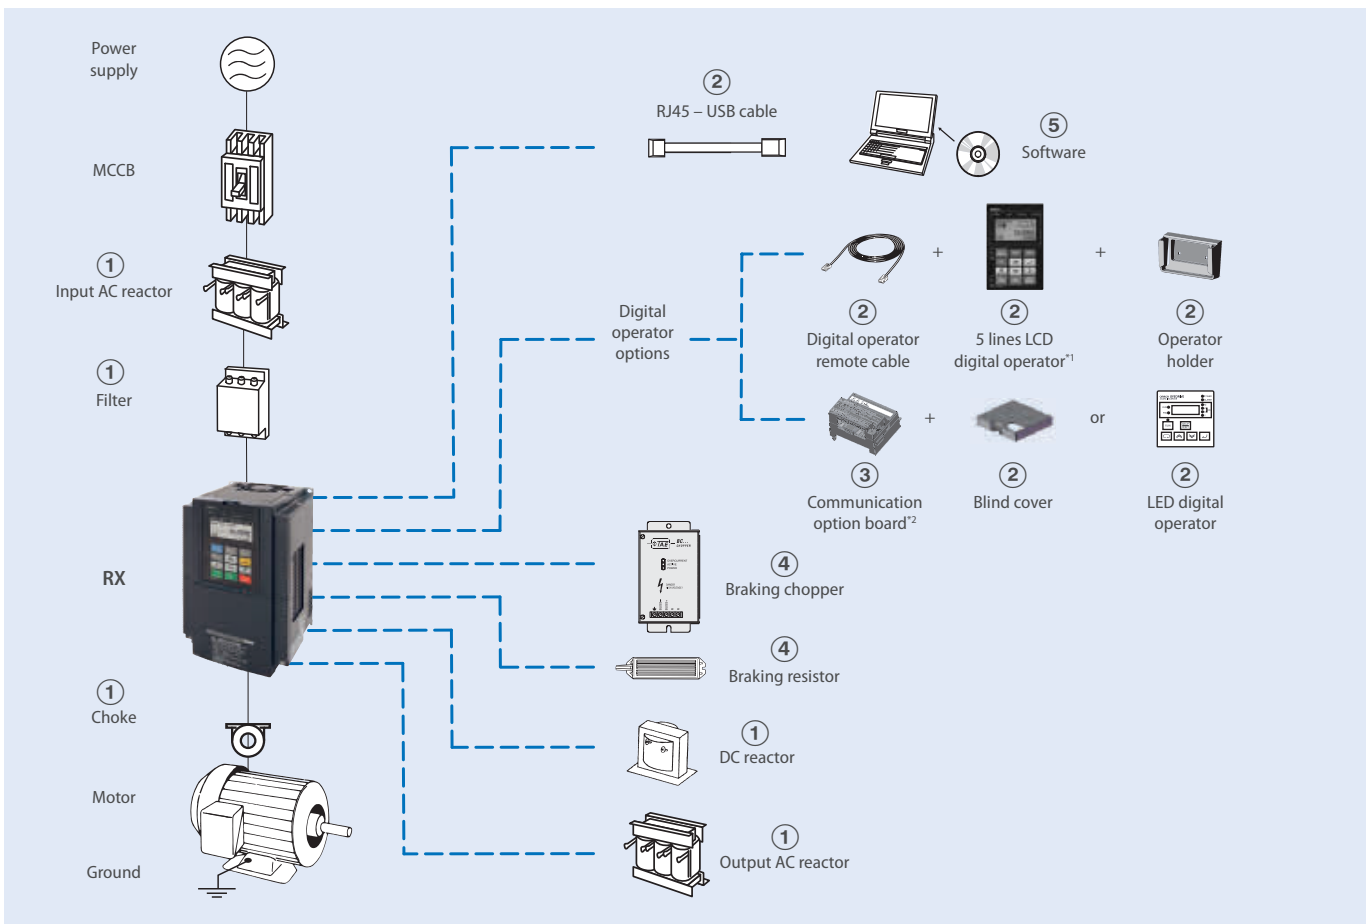 Power
supply
MCCB
1
Input AC reactor
1
Filter
RX
1
Choke
Motor
Ground
2
RJ45 – USB cable
5
Software
Digital
operator
options
+
+
2
Digital operator
remote cable
2
5 lines LCD
digital operator*1
2
Operator
holder
+
or
3
Communication
option board*2
2
Blind cover
2
LED digital
operator
4
Braking chopper
4
Braking resistor
1
DC reactor
1
Output AC reactor